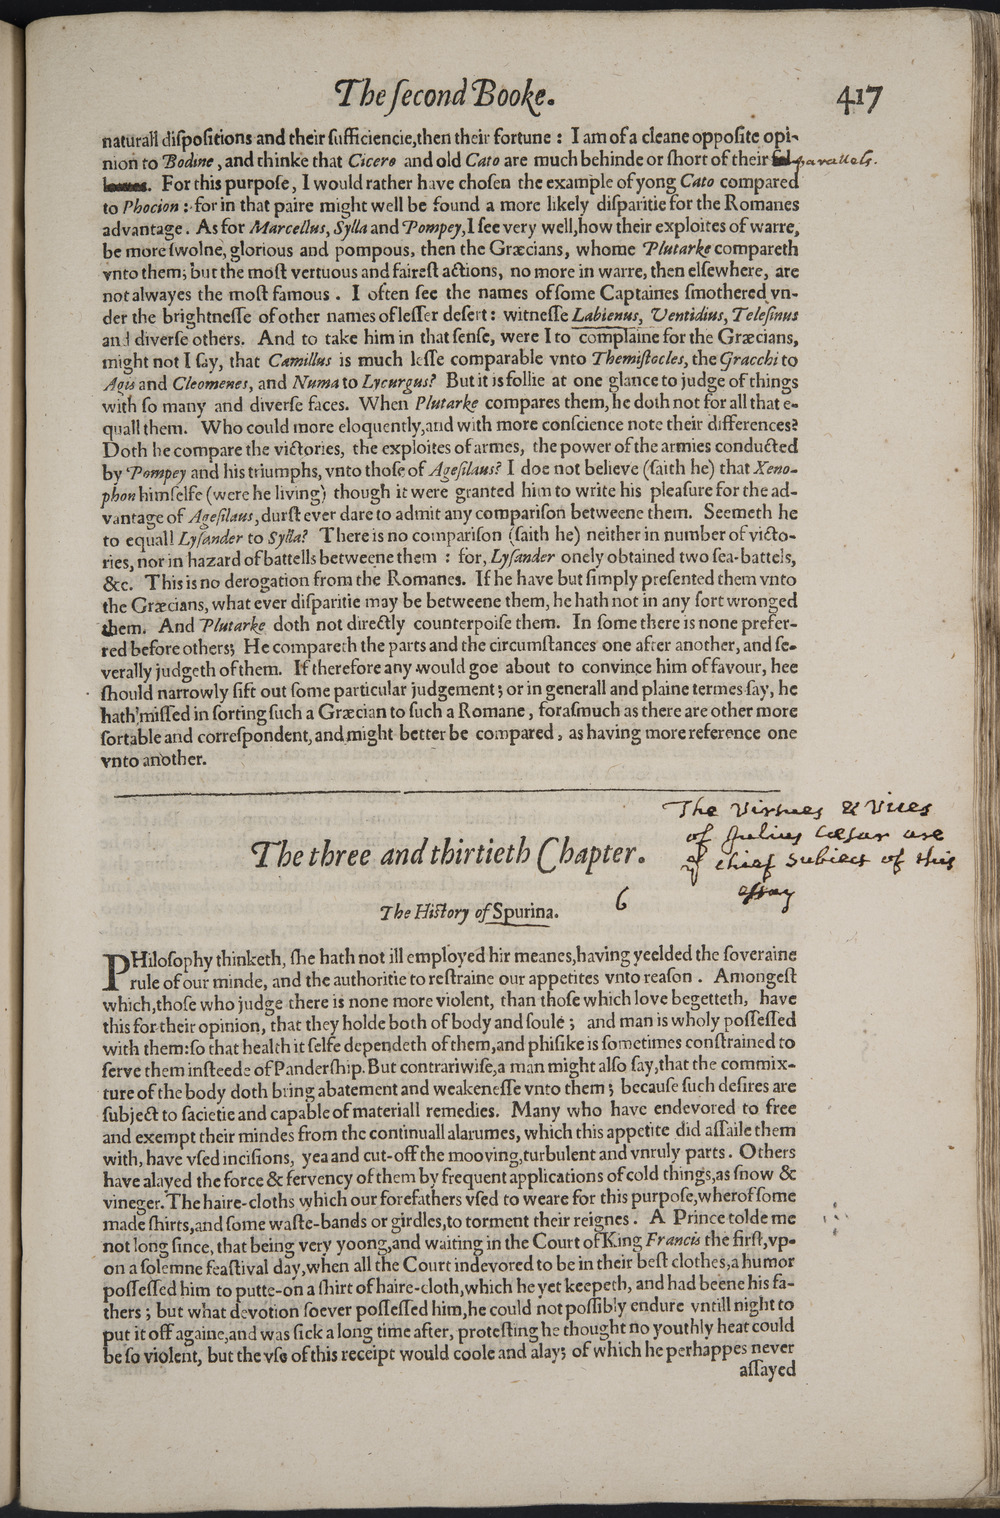 The ſecond Booke. 417
naturall diſpoſitions and their ſufficiencie,then their fortune : I am of a cleane oppoſite opi-
nion to Bodine , and thinke that Cicero and old Cato are much behinde or ſhort of their parallels.
For this purpoſe , I would rather have choſen the example of yong Cato compared
to Phocion : for in that paire might well be found a more likely diſparitie for the Romanes
advantage . As for Marcellus, Sylla and Pompey,I ſee very well,how their exploites of warre,
be more ſwolne, glorious and pompous, then the Græcians, whome Plutarke compareth
vnto them; but the moſt vertuous and faireſt actions, no more in warre, then elſewhere, are
not alwayes the moſt famous . I often ſee the names of ſome Captaines ſmothered vn-
der the brightneſſe of other names of leſſer deſert : witneſſe Labienus, Ventidius, Teleſinus
and diverſe others. And to take him in that ſenſe, were I to complaine for the Græcians,
might not I ſay, that Camillus is much leſſe comparable vnto Themiſtocles, the Gracchi to
Agis and Cleomenes, and Numa to Lycurgus? But it is follie at one glance to judge of things
with ſo many and diverſe faces. When Plutarke compares them, he doth not for all that e-
quall them. Who could more eloquently,and with more conſcience note their differences?
Doth he compare the victories, the exploites of armes, the power of the armies conducted
by Pompey and his triumphs, vnto thoſe of Ageſilaus? I doe not believe (ſaith he) that Xeno-
phon himſelfe (were he living) though it were granted him to write his pleaſure for the ad-
vantage of Ageſilaus, durſt ever dare to admit any compariſon betweene them. Seemeth he
to equall Lyſander to Sylla? There is no compariſon (ſaith he) neither in number of victo-
ries, nor in hazard of battells betweene them : for, Lyſander onely obtained two ſea-battels,
&c. This is no derogation from the Romanes. If he have but ſimply preſented them vnto
the Græcians, what ever diſparitie may be betweene them, he hath not in any ſort wronged
them. And Plutarke doth not directly counterpoiſe them. In ſome there is none prefer-
red before others; He compareth the parts and the circumſtances one after another, and ſe-
verally judgeth of them. If therefore any would goe about to convince him of favour, hee
ſhould narrowly ſift out ſome particular judgement ; or in generall and plaine termes ſay, he
hath miſſed in ſorting ſuch a Græcian to ſuch a Romane , foraſmuch as there are other more
ſortable and correſpondent, and might better be compared , as having more reference one
vnto another.
The Virtues & Vices
of Julius Cæsar are
yͤ chief Subiect of this
essay
The three and thirtieth Chapter.
6
The Hiſtory of Spurina.
PHiloſophy thinketh, ſhe hath not ill employed hir meanes,having yeelded the ſoveraine
rule of our minde, and the authoritie to reſtraine our appetites vnto reaſon . Amongeſt
which,thoſe who judge there is none more violent, than thoſe which love begetteth, have
this for their opinion, that they holde both of body and ſoule ; and man is wholy poſſeſſed
with them:ſo that health it ſelfe dependeth of them,and phiſike is ſometimes conſtrained to
ſerve them inſteede of Panderſhip. But contrariwiſe,a man might alſo ſay,that the commix-
ture of the body doth bring abatement and weakeneſſe vnto them ; becauſe ſuch deſires are
ſubject to ſacietie and capable of materiall remedies. Many who have endevored to free
and exempt their mindes from the continuall alarumes, which this appetite did aſſaile them
with, have vſed inciſions, yea and cut-off the mooving,turbulent and vnruly parts . Others
have alayed the force & fervency of them by frequent applications of cold things,as ſnow &
vineger. The haire-cloths which our forefathers vſed to weare for this purpoſe,wherof ſome
made ſhirts,and ſome waſte-bands or girdles,to torment their reignes . A Prince tolde me
not long ſince, that being very yoong,and waiting in the Court of King Francis the firſt,vp-
on a ſolemne feaſtival day,when all the Court indevored to be in their beſt clothes,a humor
poſſeſſed him to putte-on a ſhirt of haire-cloth,which he yet keepeth, and had beene his fa-
thers ; but what devotion ſoever poſſeſſed him,he could not poſſibly endure vntill night to
put it off againe,and was ſick a long time after, proteſting he thought no youthly heat could
be ſo violent, but the vſe of this receipt would coole and alay; of which he perhappes never
aſſayed